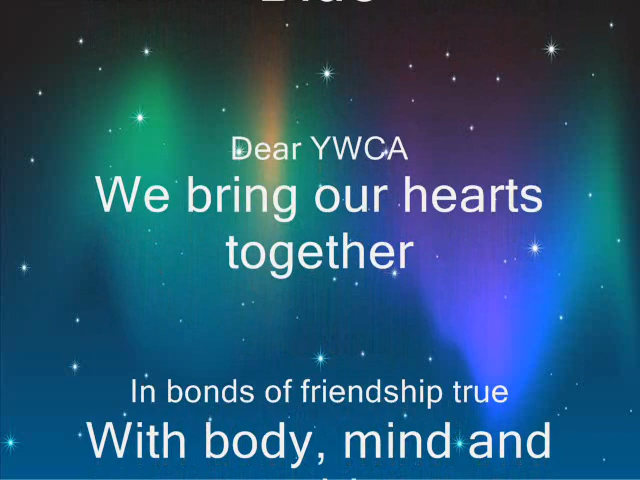 Dear YWCA
We bring our hearts
together
In bonds of friendship true
With body, mind and